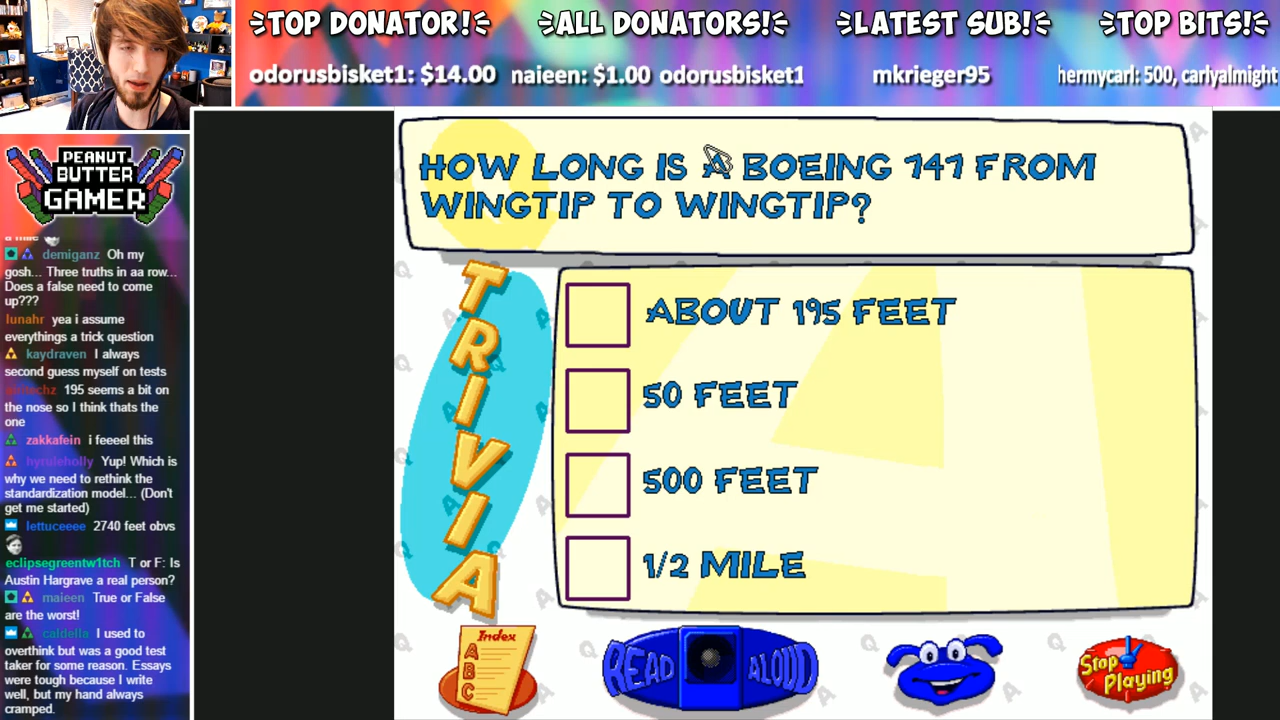 TOP DONATOR! ALL DONATORS! LATEST SUB! TOP BITS!
odorusbisket1: $14.00 naieen: $1.00 odorusbisket1 mkrieger95 hermycarl: 500, carlyalmight
PEANUT
BUTTER
GAMER
demiganz Oh my
gosh... Three truths in aa row...
Does a false need to come
up???
lunahr yea i assume
everythings a trick question
kaydraven I always
second guess myself on tests
195 seems a bit on
the nose so I think thats the
one
zakkafein i feeeel this
hyruleholly Yup! Which is
why we need to rethink the
standardization model... (Don't
get me started)
lettuceeee 2740 feet obvs
eclipsegreentw1tch T or F: Is
Austin Hargrave a real person?
maieen True or False
are the worst!
caldella I used to
overthink but was a good test
taker for some reason. Essays
were tough because I write
well, but my hand always
cramped.
HOW LONG IS A BOEING 747 FROM
WINGTIP TO WINGTIP?
TRIVIA
ABOUT 195 FEET
50 FEET
500 FEET
1/2 MILE
Index
A
B
C
READ ALOUD
Stop
Playing